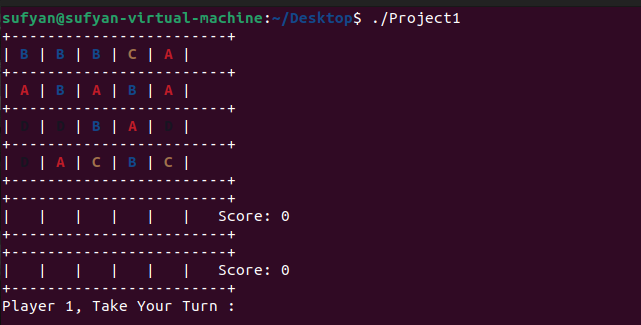 sufyan@sufyan-virtual-machine:~/Desktop$ ./Project1
+------------------------+
| B | B | B | C | A |
+------------------------+
| A | B | A | B | A |
+------------------------+
|   |   | B | A |   |
+------------------------+
|   | A | C | B | C |
+------------------------+
+------------------------+
|   |   |   |   |   |   Score: 0
+------------------------+
+------------------------+
|   |   |   |   |   |   Score: 0
+------------------------+
Player 1, Take Your Turn :